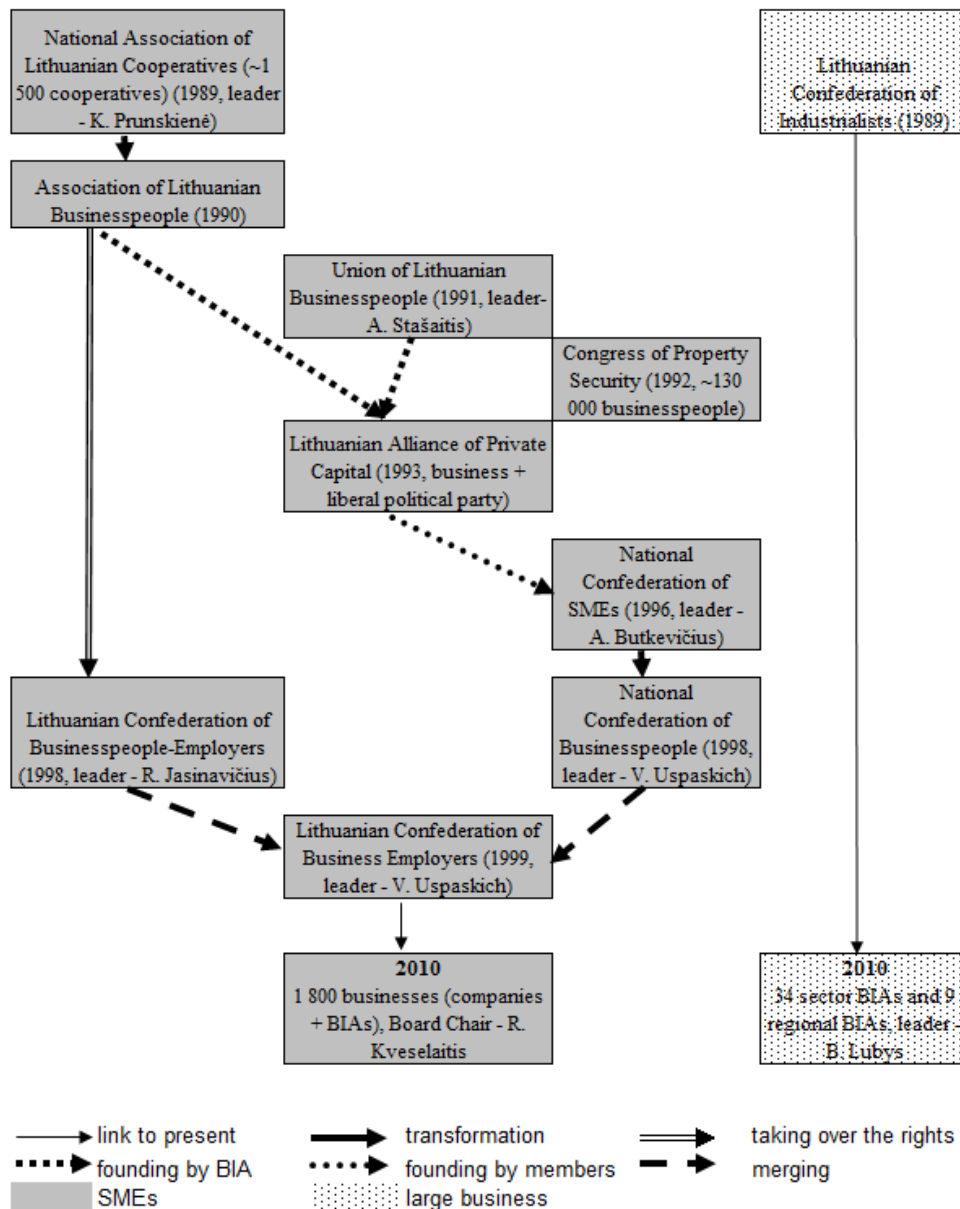 National Association of
Lithuanian Cooperatives (~1
500 cooperatives) (1989, leader
- K. Prunskienė)
Lithuanian
Confederation of
Industrialists (1989)
Association of Lithuanian
Businesspeople (1990)
Union of Lithuanian
Businesspeople (1991, leader-
A. Stašaitis)
Congress of Property
Security (1992, ~130
000 businesspeople)
Lithuanian Alliance of Private
Capital (1993, business +
liberal political party)
National
Confederation of
SMEs (1996, leader -
A. Butkevičius)
Lithuanian Confederation of
Businesspeople-Employers
(1998, leader - R. Jasinavičius)
National
Confederation of
Businesspeople (1998,
leader - V. Uspaskich)
Lithuanian Confederation of
Business Employers (1999,
leader - V. Uspaskich)
2010
1 800 businesses (companies
+ BIAs), Board Chair - R.
Kveselaitis
2010
34 sector BIAs and 9
regional BIAs, leader -
B. Lubys
link to present
transformation
taking over the rights
founding by BIA
founding by members
merging
SMEs
large business